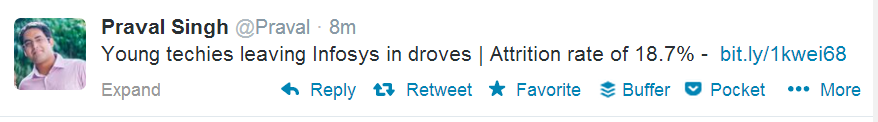 Praval Singh @Praval · 8m
Young techies leaving Infosys in droves | Attrition rate of 18.7% - bit.ly/1kwei68
Expand Reply Retweet Favorite Buffer Pocket More